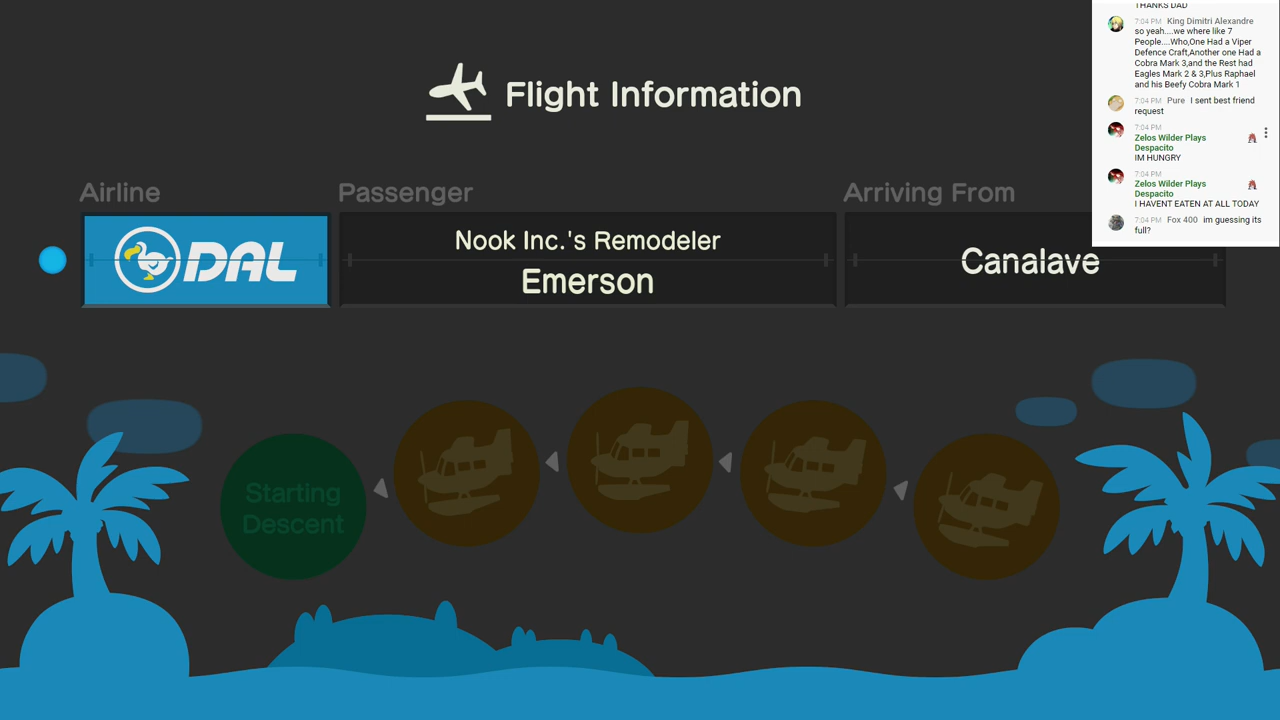 Flight Information
Airline
Passenger
Arriving From
DAL
Nook Inc.'s Remodeler
Emerson
Canalave
Starting
Descent
THANKS DAD
7:04 PM King Dimitri Alexandre
so yeah....we where like 7
People....Who,One Had a Viper
Defence Craft,Another one Had a
Cobra Mark 3,and the Rest had
Eagles Mark 2 & 3,Plus Raphael
and his Beefy Cobra Mark 1
7:04 PM Pure I sent best friend
request
7:04 PM
Zelos Wilder Plays
Despacito
IM HUNGRY
7:04 PM
Zelos Wilder Plays
Despacito
I HAVENT EATEN AT ALL TODAY
7:04 PM Fox 400 im guessing its
full?